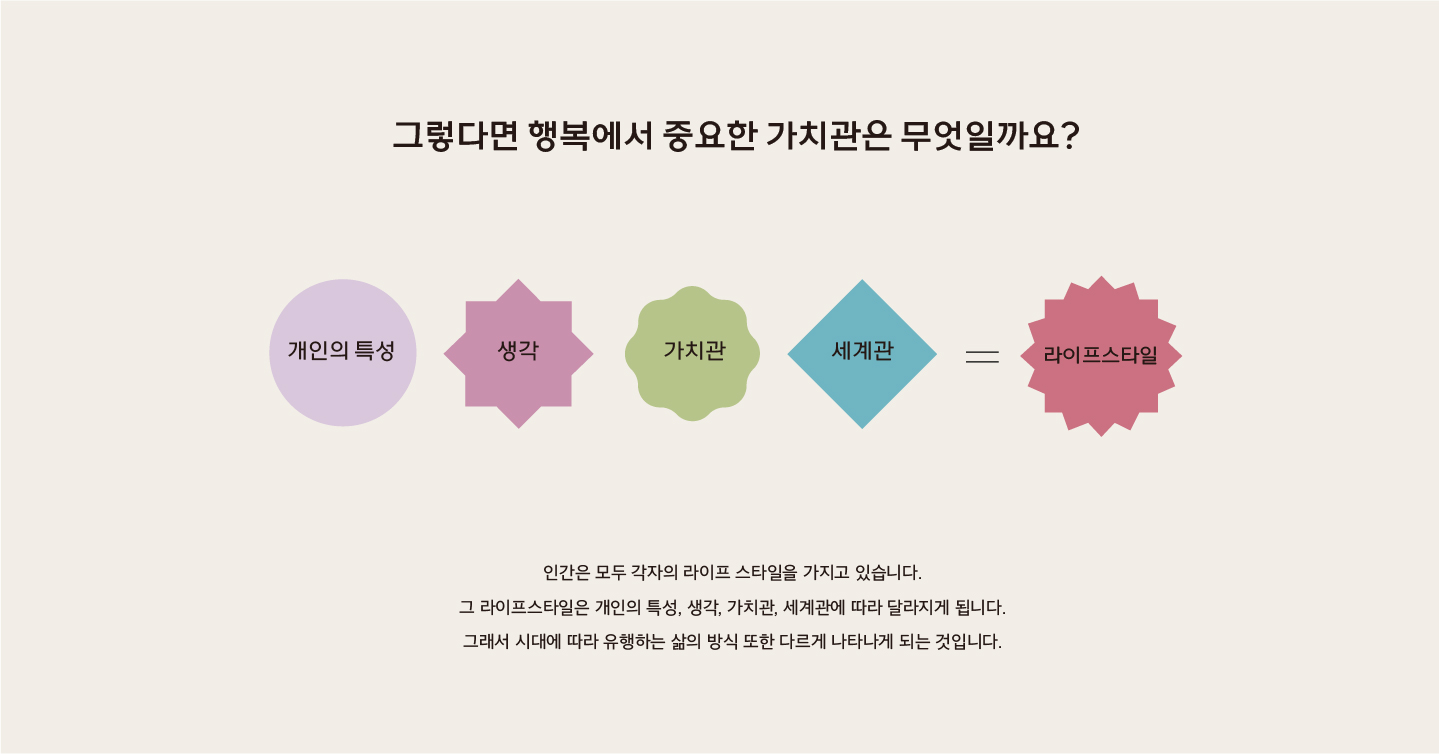 그렇다면 행복에서 중요한 가치관은 무엇일까요?
개인의 특성
생각
가치관
세계관
라이프스타일
인간은 모두 각자의 라이프 스타일을 가지고 있습니다.
그 라이프스타일은 개인의 특성, 생각, 가치관, 세계관에 따라 달라지게 됩니다.
그래서 시대에 따라 유행하는 삶의 방식 또한 다르게 나타나게 되는 것입니다.